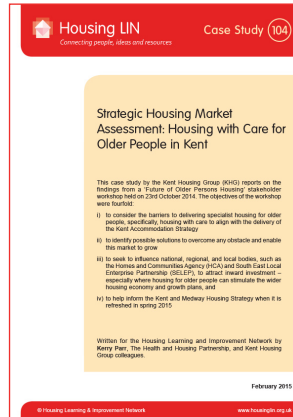 Housing LIN
Connecting people, ideas and resources
Case Study 104
Strategic Housing Market
Assessment: Housing with Care for
Older People in Kent
This case study by the Kent Housing Group (KHG) reports on the
findings from a 'Future of Older Persons Housing' stakeholder
workshop held on 23rd October 2014. The objectives of the workshop
were fourfold:
i) to consider the barriers to delivering specialist housing for older
people, specifically, housing with care to align with the delivery of
the Kent Accommodation Strategy
ii) to identify possible solutions to overcome any obstacle and enable
this market to grow
iii) to seek to influence national, regional, and local bodies, such as
the Homes and Communities Agency (HCA) and South East Local
Enterprise Partnership (SELEP), to attract inward investment –
especially where housing for older people can stimulate the wider
housing economy and growth plans, and
iv) to help inform the Kent and Medway Housing Strategy when it is
refreshed in spring 2015
Written for the Housing Learning and Improvement Network by
Kerry Parr, The Health and Housing Partnership, and Kent Housing
Group colleagues.
February 2015
© Housing Learning & Improvement Network
www.housinglin.org.uk